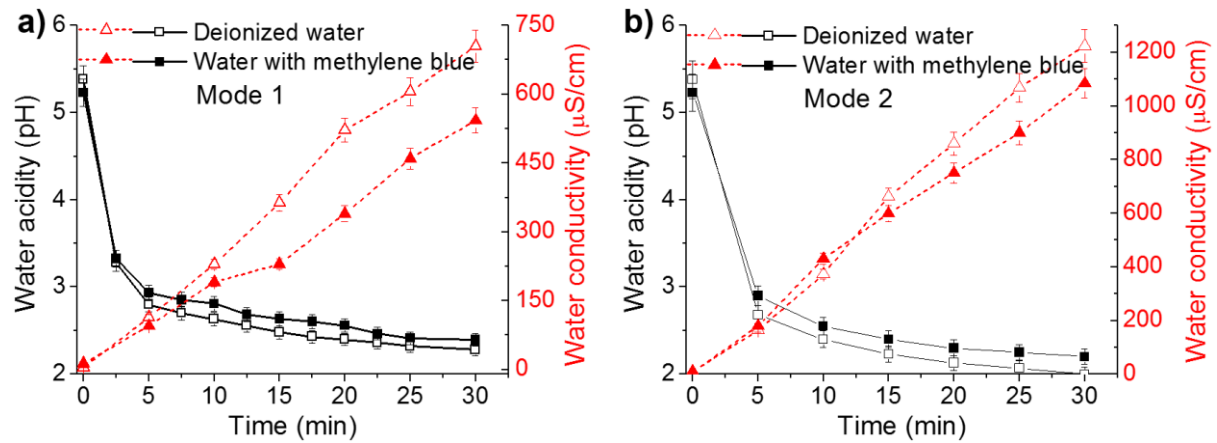 a)
Deionized water
Water with methylene blue
Mode 1
Water acidity (pH)
6
5
4
3
2
Water conductivity (µS/cm)
750
600
450
300
150
0
0 5 10 15 20 25 30
Time (min)
b)
Deionized water
Water with methylene blue
Mode 2
Water acidity (pH)
6
5
4
3
2
Water conductivity (µS/cm)
1200
1000
800
600
400
200
0
0 5 10 15 20 25 30
Time (min)